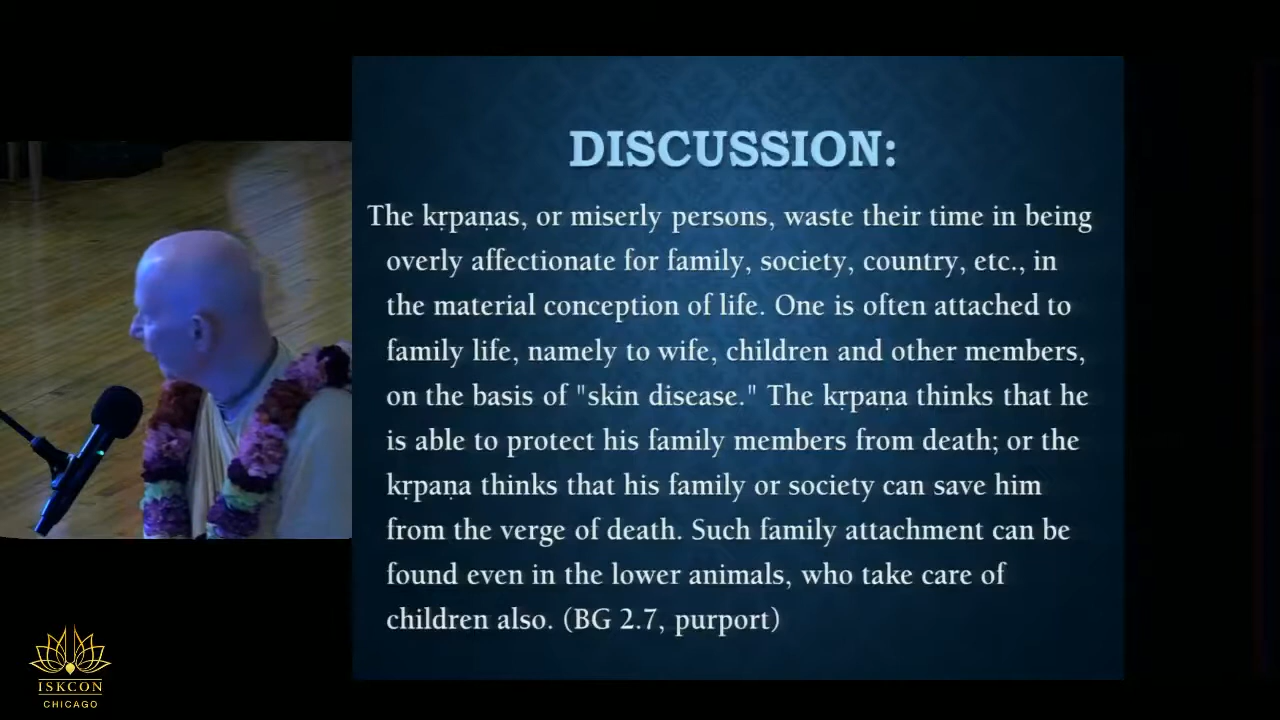 DISCUSSION:
The kṛpaṇas, or miserly persons, waste their time in being
overly affectionate for family, society, country, etc., in
the material conception of life. One is often attached to
family life, namely to wife, children and other members,
on the basis of "skin disease." The kṛpaṇa thinks that he
is able to protect his family members from death; or the
kṛpaṇa thinks that his family or society can save him
from the verge of death. Such family attachment can be
found even in the lower animals, who take care of
children also. (BG 2.7, purport)
ISKCON
CHICAGO